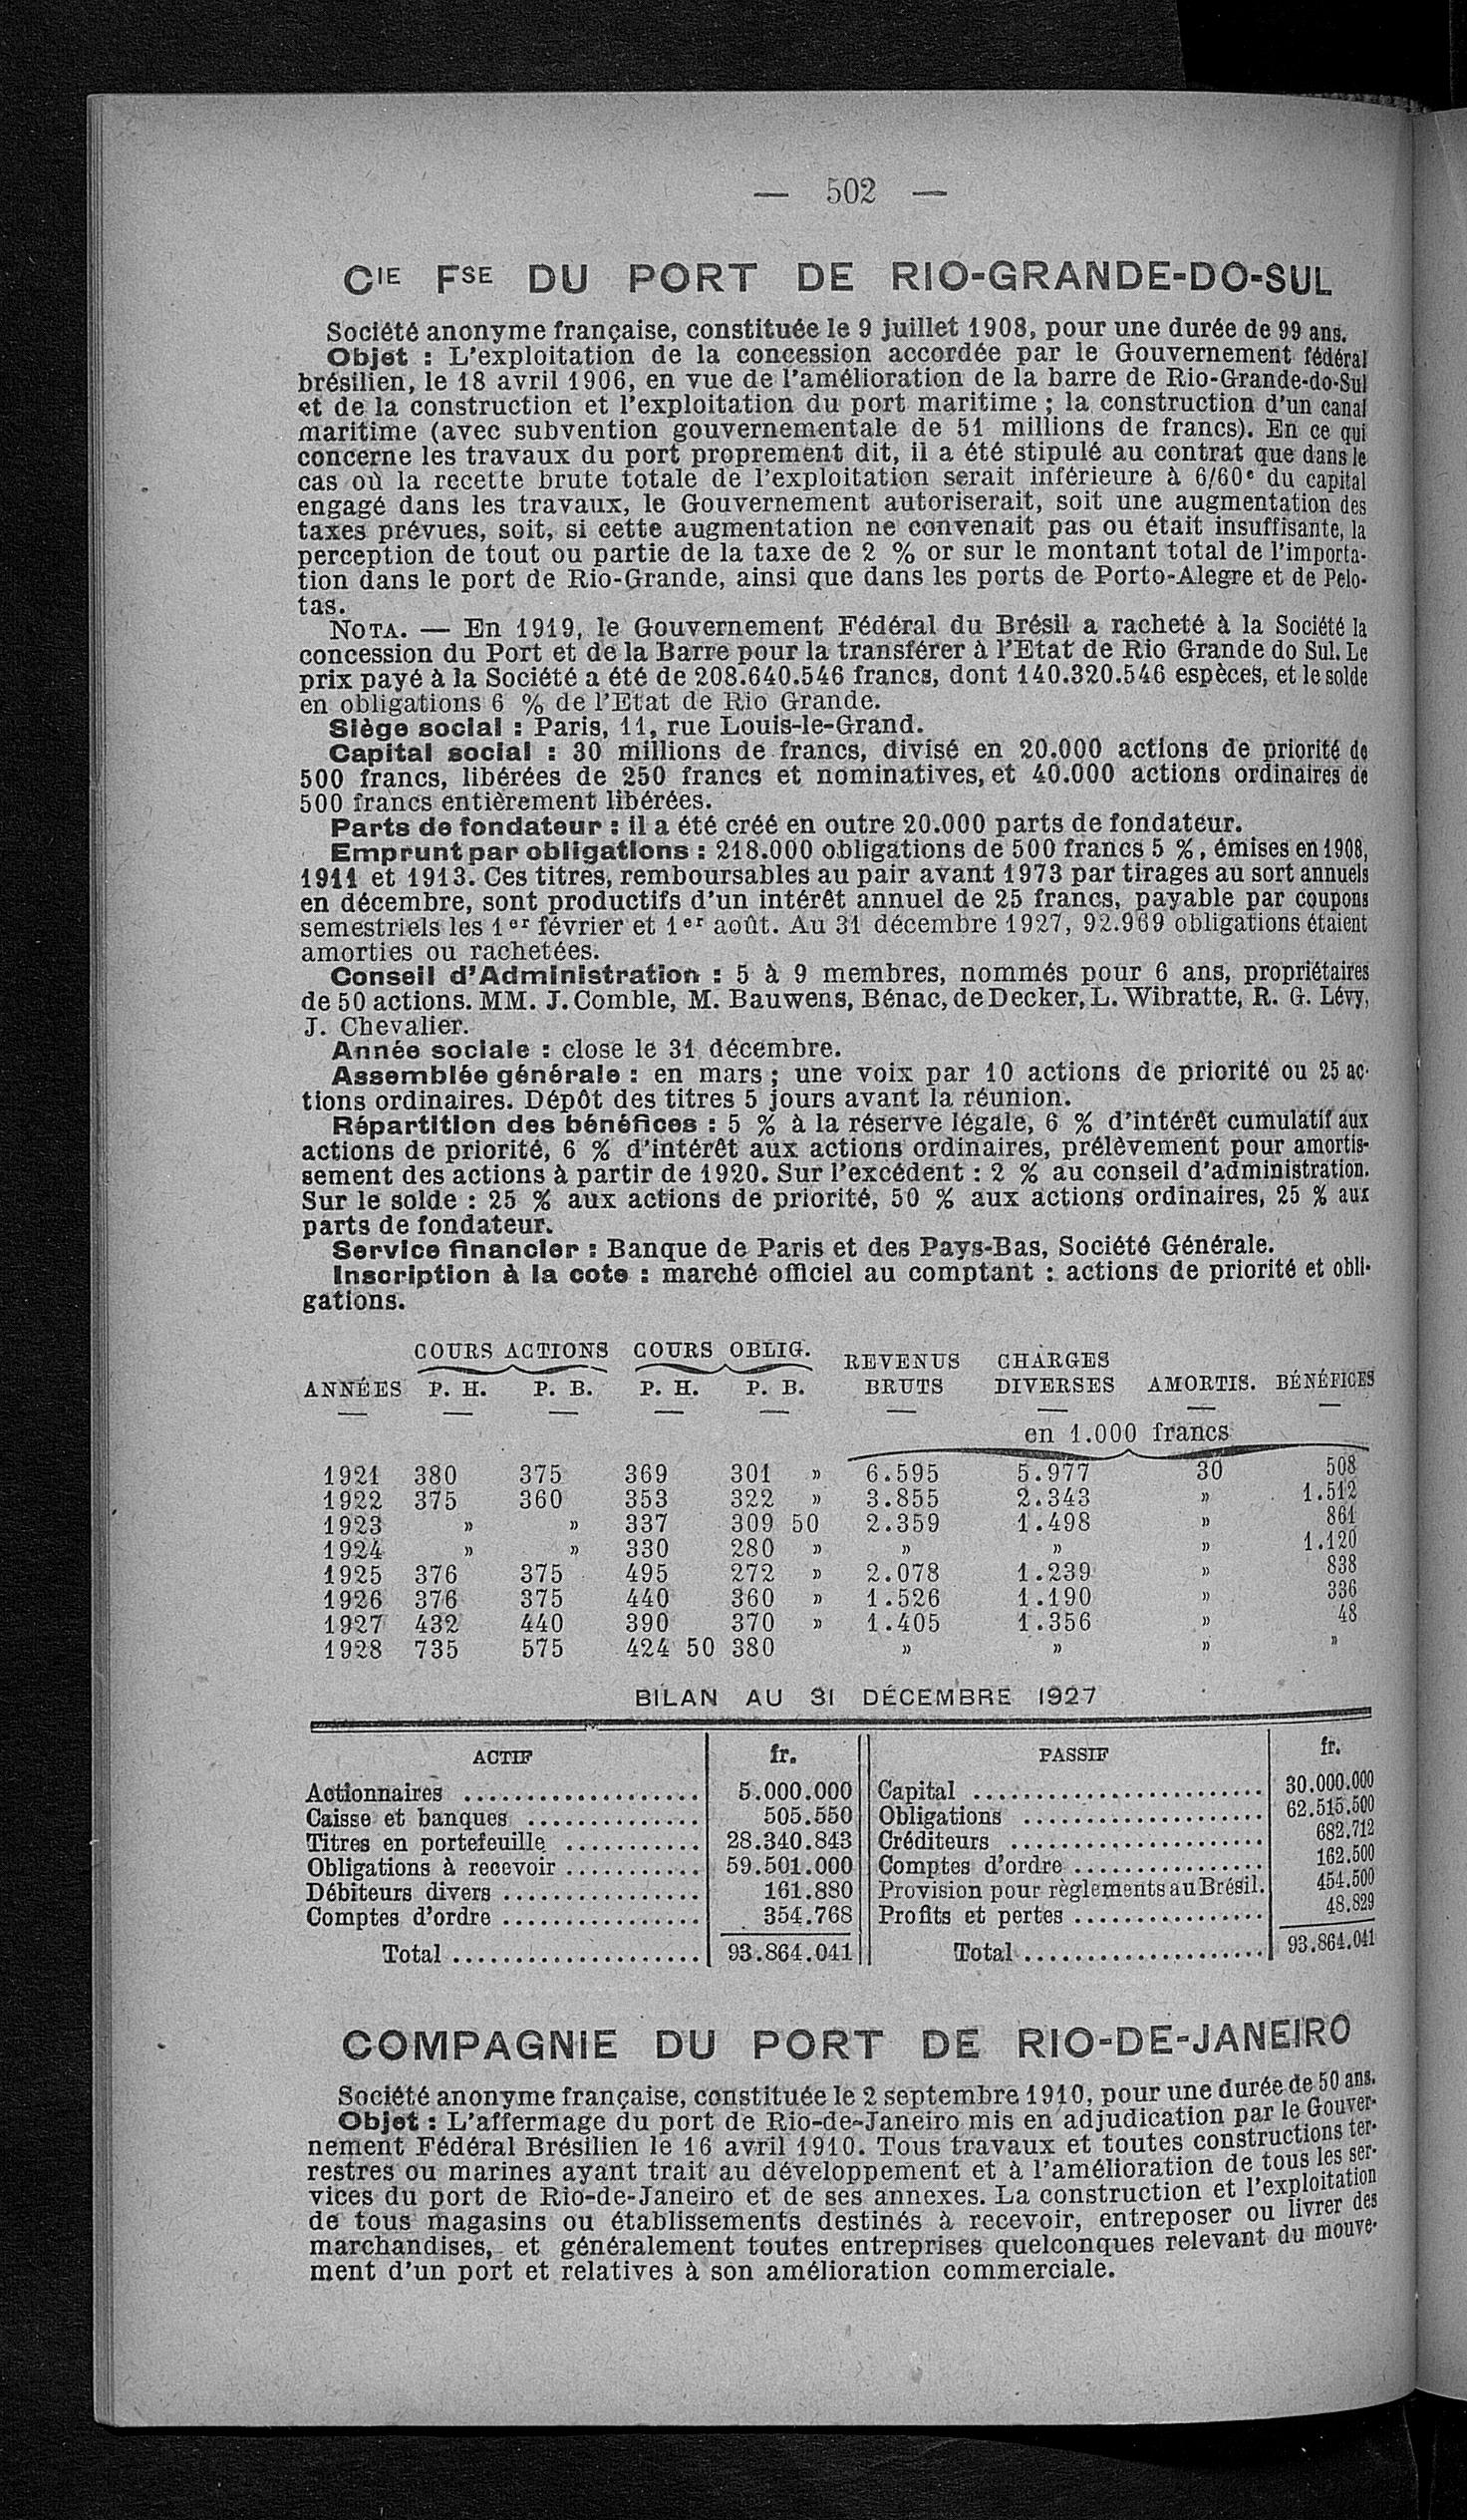 — 502 —
CIE FSE DU PORT DE RIO-GRANDE-DO-SUL
Société anonyme française, constituée le 9 juillet 1908, pour une durée de 99 ans.
Objet : L'exploitation de la concession accordée par le Gouvernement fédéral
brésilien, le 18 avril 1906, en vue de l'amélioration de la barre de Rio-Grande-do-Sul
et de la construction et l'exploitation du port maritime ; la construction d'un canal
maritime (avec subvention gouvernementale de 51 millions de francs). En ce qui
concerne les travaux du port proprement dit, il a été stipulé au contrat que dans le
cas où la recette brute totale de l'exploitation serait inférieure à 6/60e du capital
engagé dans les travaux, le Gouvernement autoriserait, soit une augmentation des
taxes prévues, soit, si cette augmentation ne convenait pas ou était insuffisante, la
perception de tout ou partie de la taxe de 2 % or sur le montant total de l'importa-
tion dans le port de Rio-Grande, ainsi que dans les ports de Porto-Alegre et de Pelo-
tas.
NOTA. — En 1919, le Gouvernement Fédéral du Brésil a racheté à la Société la
concession du Port et de la Barre pour la transférer à l'Etat de Rio Grande do Sul. Le
prix payé à la Société a été de 208.640.546 francs, dont 140.320.546 espèces, et le solde
en obligations 6 % de l'Etat de Rio Grande.
Siège social : Paris, 11, rue Louis-le-Grand.
Capital social : 30 millions de francs, divisé en 20.000 actions de priorité de
500 francs, libérées de 250 francs et nominatives, et 40.000 actions ordinaires de
500 francs entièrement libérées.
Parts de fondateur : il a été créé en outre 20.000 parts de fondateur.
Emprunt par obligations : 218.000 obligations de 500 francs 5 %, émises en 1908,
1911 et 1913. Ces titres, remboursables au pair avant 1973 par tirages au sort annuels
en décembre, sont productifs d'un intérêt annuel de 25 francs, payable par coupons
semestriels les 1er février et 1er août. Au 31 décembre 1927, 92.969 obligations étaient
amorties ou rachetées.
Conseil d'Administration : 5 à 9 membres, nommés pour 6 ans, propriétaires
de 50 actions. MM. J. Comble, M. Bauwens, Bénac, de Decker, L. Wibratte, R. G. Lévy,
J. Chevalier.
Année sociale : close le 31 décembre.
Assemblée générale : en mars ; une voix par 10 actions de priorité ou 25 ac-
tions ordinaires. Dépôt des titres 5 jours avant la réunion.
Répartition des bénéfices : 5 % à la réserve légale, 6 % d'intérêt cumulatif aux
actions de priorité, 6 % d'intérêt aux actions ordinaires, prélèvement pour amortis-
sement des actions à partir de 1920. Sur l'excédent : 2 % au conseil d'administration.
Sur le solde : 25 % aux actions de priorité, 50 % aux actions ordinaires, 25 % aux
parts de fondateur.
Service financier : Banque de Paris et des Pays-Bas, Société Générale.
Inscription à la cote : marché officiel au comptant : actions de priorité et obli-
gations.
COURS ACTIONS COURS OBLIG. REVENUS CHARGES
ANNÉES P. H. P. B. P. H. P. B. BRUTS DIVERSES AMORTIS. BÉNÉFICES
en 1.000 francs
1921 380 375 369 301 » 6.595 5.977 30 508
1922 375 360 353 322 » 3.855 2.343 » 1.512
1923 » » 337 309 50 2.359 1.498 » 861
1924 » » 330 280 » » » » 1.120
1925 376 375 495 272 » 2.078 1.239 » 838
1926 376 375 440 360 » 1.526 1.190 » 336
1927 432 440 390 370 » 1.405 1.356 » 48
1928 735 575 424 50 380 » » » »
BILAN AU 31 DÉCEMBRE 1927
ACTIF fr. PASSIF fr.
Actionnaires ................... 5.000.000 Capital ....................... 30.000.000
Caisse et banques .............. 505.550 Obligations ................... 62.515.500
Titres en portefeuille ........... 28.340.843 Créditeurs .................... 682.712
Obligations à recevoir ........... 59.501.000 Comptes d'ordre ............... 162.500
Débiteurs divers ................ 161.880 Provision pour règlements au Brésil. 454.500
Comptes d'ordre ................ 354.768 Profits et pertes ................ 48.829
Total .................... 93.864.041 Total .................... 93.864.041
COMPAGNIE DU PORT DE RIO-DE-JANEIRO
Société anonyme française, constituée le 2 septembre 1910, pour une durée de 50 ans.
Objet : L'affermage du port de Rio-de-Janeiro mis en adjudication par le Gouver-
nement Fédéral Brésilien le 16 avril 1910. Tous travaux et toutes constructions ter-
restres ou marines ayant trait au développement et à l'amélioration de tous les ser-
vices du port de Rio-de-Janeiro et de ses annexes. La construction et l'exploitation
de tous magasins ou établissements destinés à recevoir, entreposer ou livrer des
marchandises, et généralement toutes entreprises quelconques relevant du mouve-
ment d'un port et relatives à son amélioration commerciale.